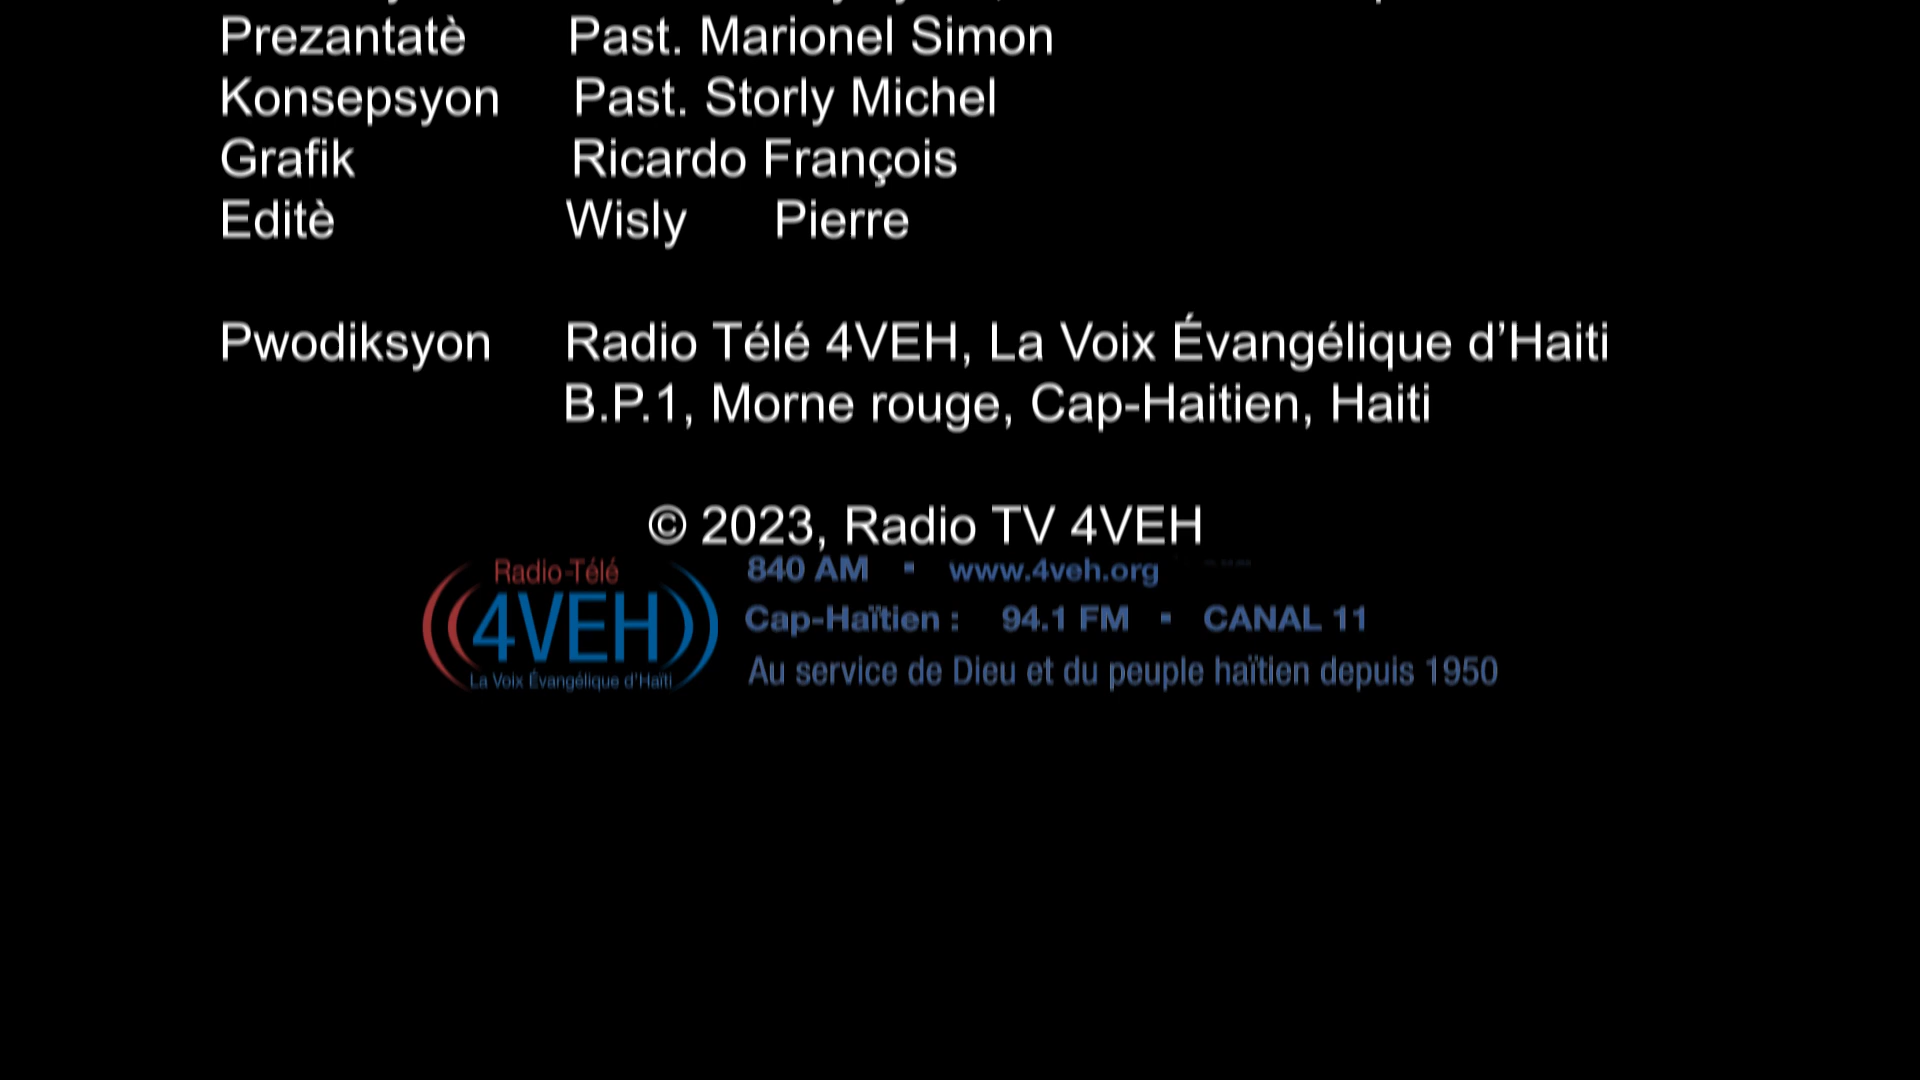 Prezantatè Past. Marionel Simon
Konsepsyon Past. Storly Michel
Grafik Ricardo François
Editè Wisly Pierre
Pwodiksyon Radio Télé 4VEH, La Voix Évangélique d’Haiti
B.P.1, Morne rouge, Cap-Haitien, Haiti
© 2023, Radio TV 4VEH
Radio-Télé
4VEH
La Voix Évangélique d'Haïti
840 AM ▪ www.4veh.org
Cap-Haïtien : 94.1 FM ▪ CANAL 11
Au service de Dieu et du peuple haïtien depuis 1950